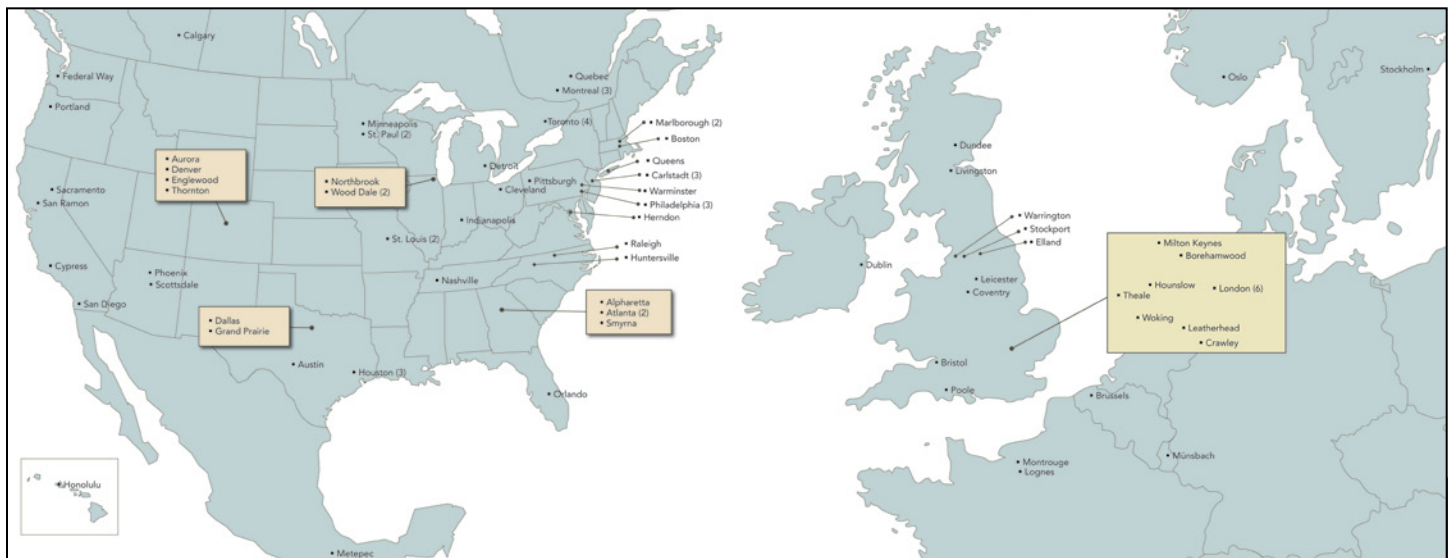 Calgary
Federal Way
Portland
Quebec
Montreal (3)
Minneapolis
St. Paul (2)
Toronto (4)
Marlborough (2)
Boston
Aurora
Denver
Englewood
Thornton
Northbrook
Wood Dale (2)
Detroit
Pittsburgh
Cleveland
Queens
Carlstadt (3)
Warminster
Philadelphia (3)
Herndon
Sacramento
San Ramon
Indianapolis
St. Louis (2)
Raleigh
Huntersville
Cypress
Phoenix
Scottsdale
Nashville
San Diego
Dallas
Grand Prairie
Alpharetta
Atlanta (2)
Smyrna
Austin
Houston (3)
Orlando
Honolulu
Metepec
Oslo
Stockholm
Dundee
Livingston
Warrington
Stockport
Elland
Dublin
Leicester
Coventry
Milton Keynes
Borehamwood
Hounslow
London (6)
Theale
Woking
Leatherhead
Crawley
Bristol
Poole
Brussels
Montrouge
Lognes
Münsbach